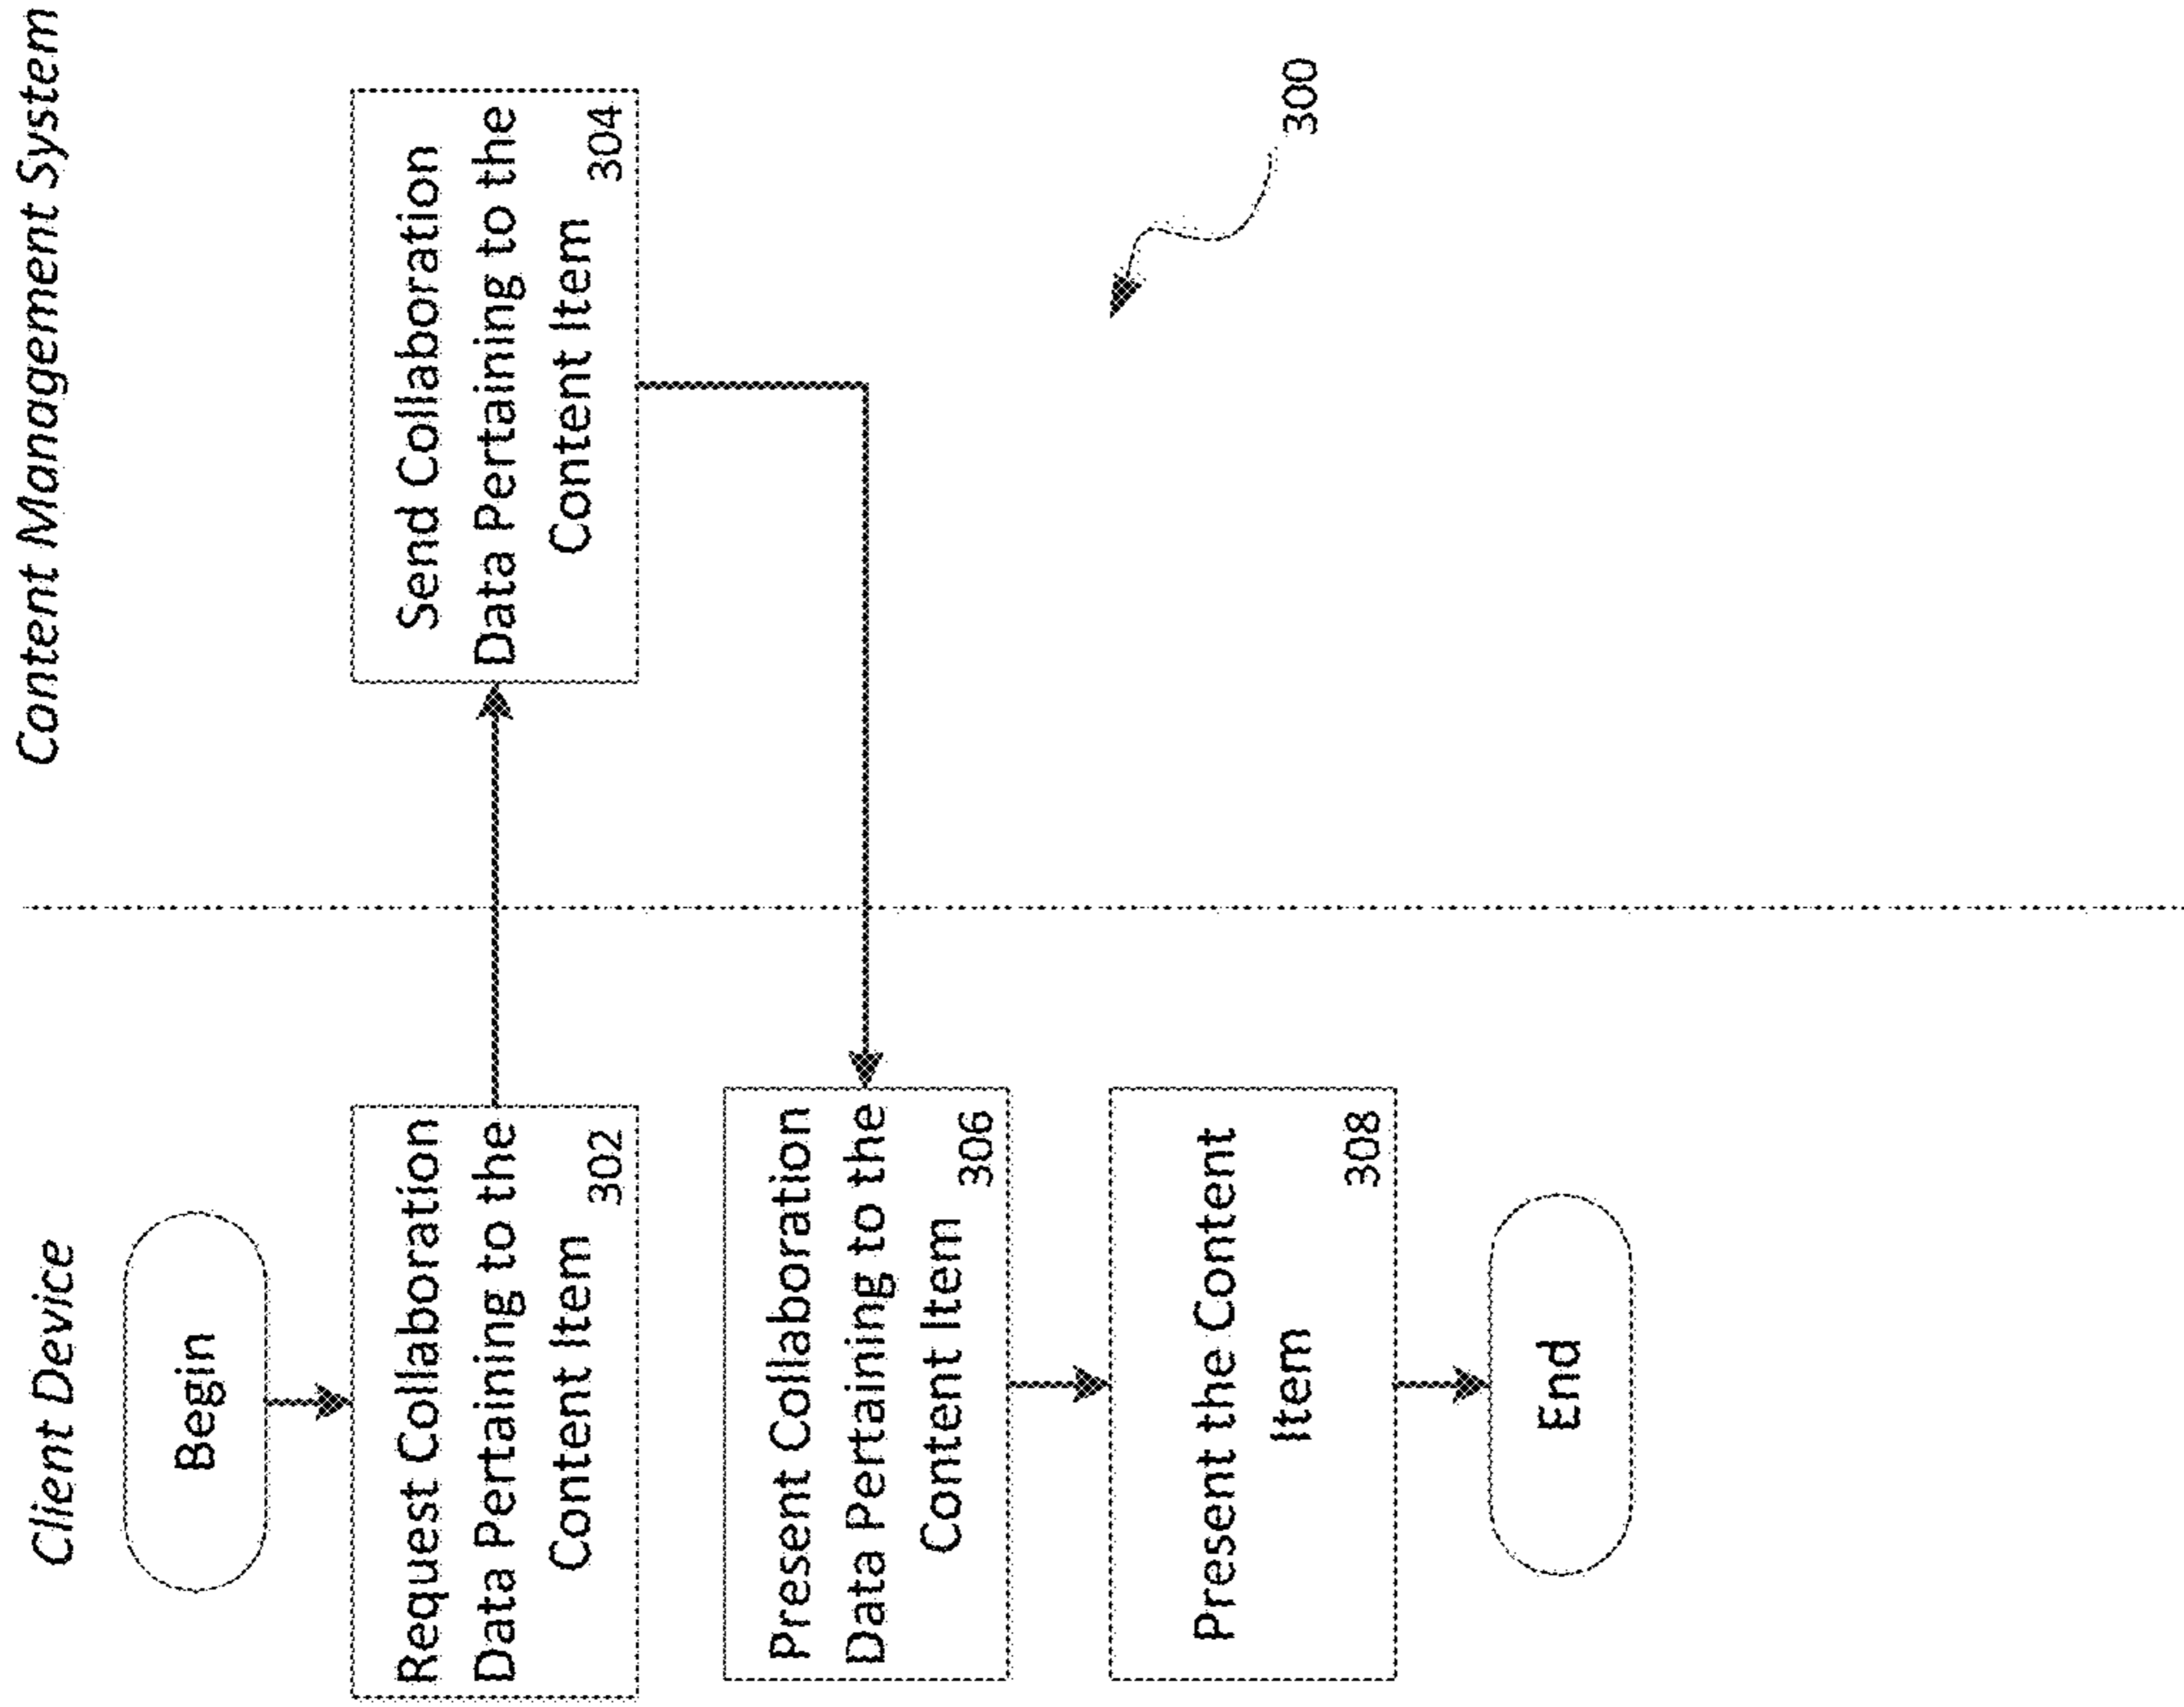 Client Device
Content Management System
Begin
Request Collaboration
Data Pertaining to the
Content Item
302
Send Collaboration
Data Pertaining to the
Content Item
304
Present Collaboration
Data Pertaining to the
Content Item
306
Present the Content
Item
308
End
300